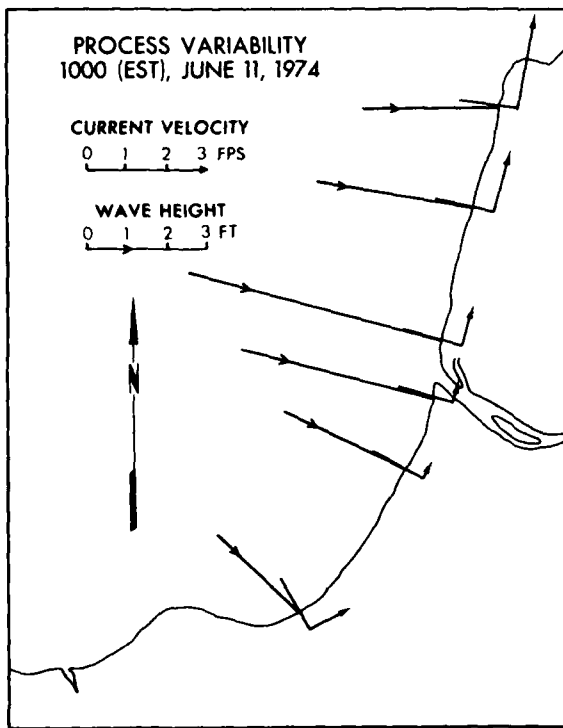 PROCESS VARIABILITY
1000 (EST), JUNE 11, 1974
CURRENT VELOCITY
0 1 2 3 FPS
WAVE HEIGHT
0 1 2 3 FT
N